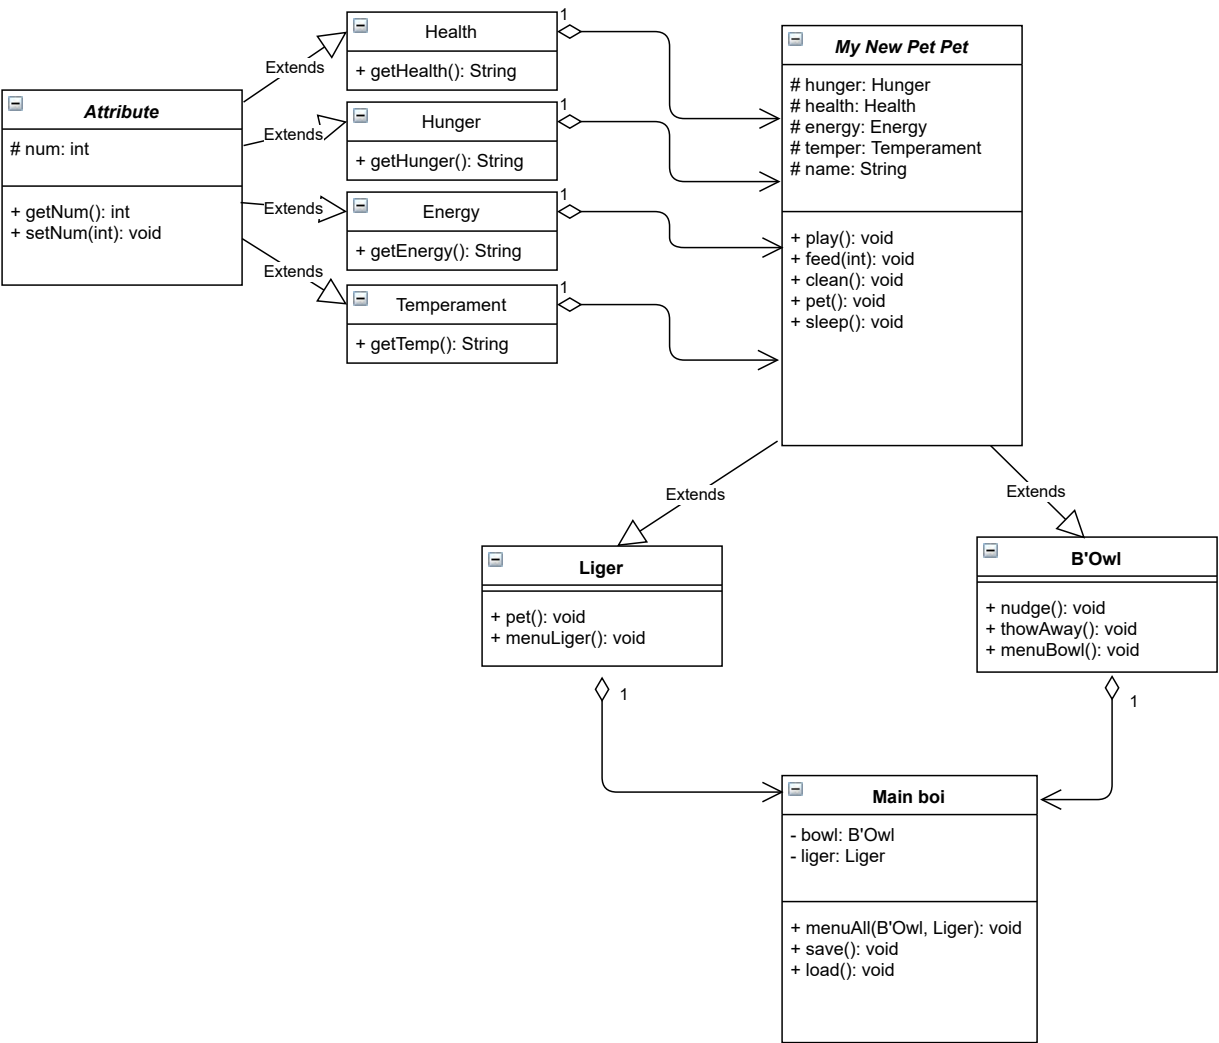 Attribute
# num: int
+ getNum(): int
+ setNum(int): void
Extends
Extends
Extends
Extends
Health
+ getHealth(): String
1
Hunger
+ getHunger(): String
1
Energy
+ getEnergy(): String
1
Temperament
+ getTemp(): String
1
My New Pet Pet
# hunger: Hunger
# health: Health
# energy: Energy
# temper: Temperament
# name: String
+ play(): void
+ feed(int): void
+ clean(): void
+ pet(): void
+ sleep(): void
Extends
Extends
Liger
+ pet(): void
+ menuLiger(): void
1
B'Owl
+ nudge(): void
+ thowAway(): void
+ menuBowl(): void
1
Main boi
- bowl: B'Owl
- liger: Liger
+ menuAll(B'Owl, Liger): void
+ save(): void
+ load(): void